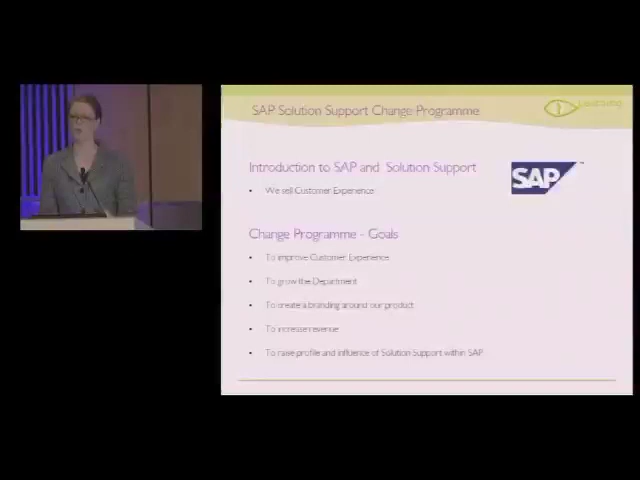 SAP Solution Support Change Programme
Learning
Introduction to SAP and Solution Support
SAP
We sell Customer Experience
Change Programme - Goals
To improve Customer Experience
To grow the Department
To create a branding around our product
To increase revenue
To raise profile and influence of Solution Support within SAP